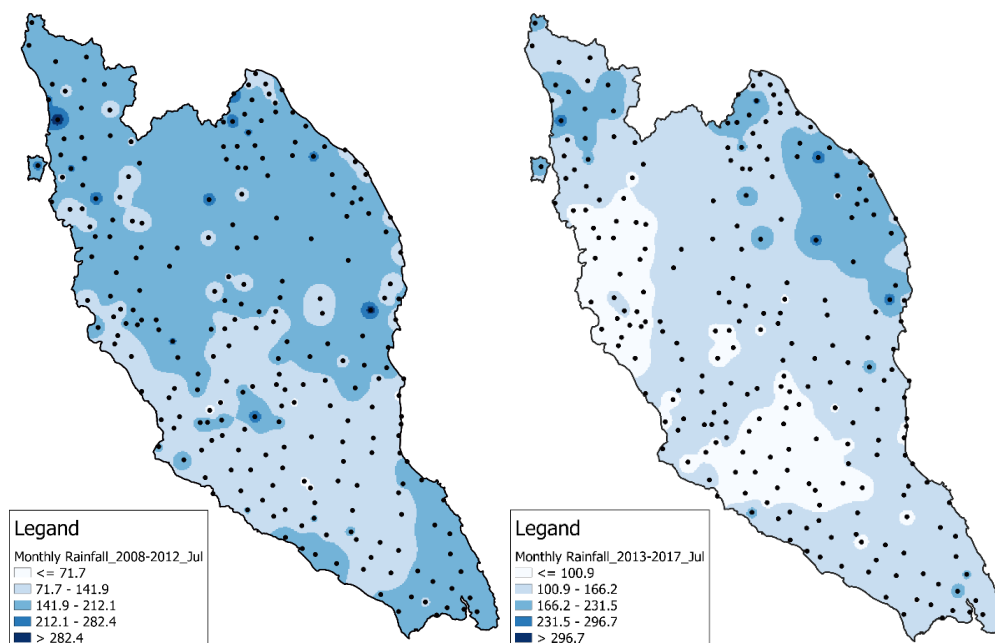 Legand
Monthly Rainfall_2008-2012_Jul
<= 71.7
71.7 - 141.9
141.9 - 212.1
212.1 - 282.4
> 282.4
Legand
Monthly Rainfall_2013-2017_Jul
<= 100.9
100.9 - 166.2
166.2 - 231.5
231.5 - 296.7
> 296.7